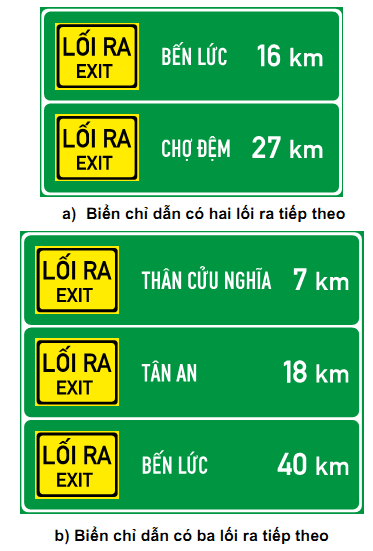 LỐI RA
EXIT
BẾN LỨC 16 km
LỐI RA
EXIT
CHỢ ĐỆM 27 km
a) Biển chỉ dẫn có hai lối ra tiếp theo
LỐI RA
EXIT
THÂN CỬU NGHĨA 7 km
LỐI RA
EXIT
TÂN AN 18 km
LỐI RA
EXIT
BẾN LỨC 40 km
b) Biển chỉ dẫn có ba lối ra tiếp theo